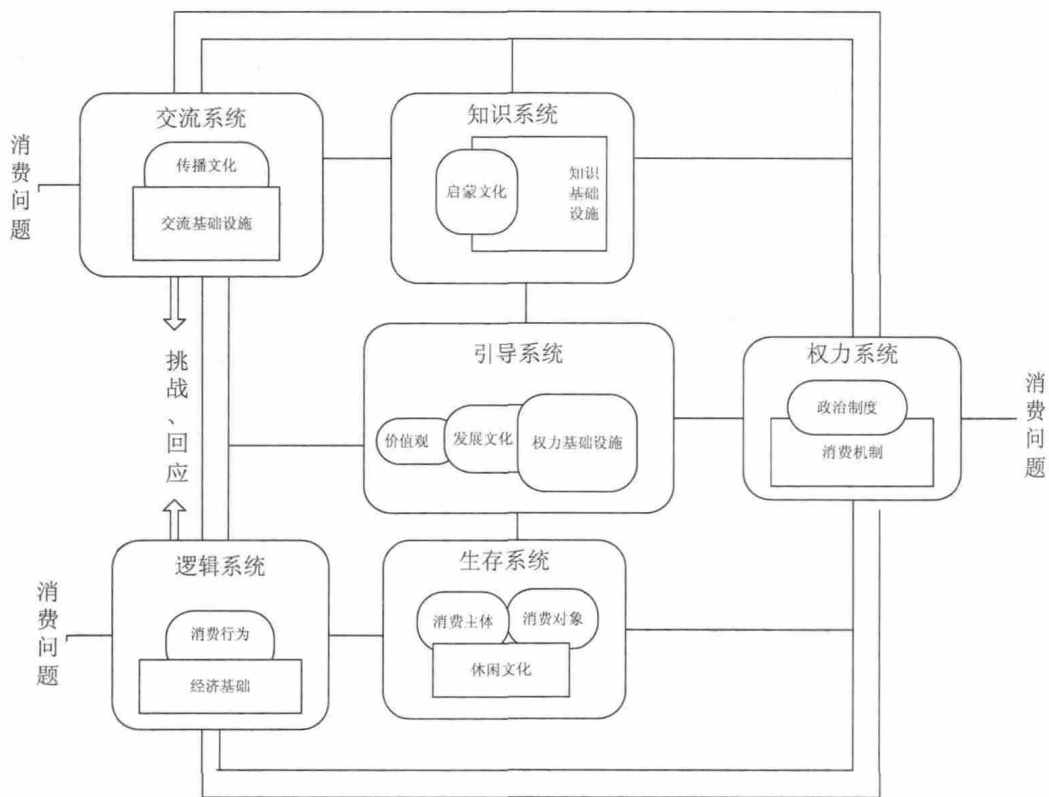 交流系统
传播文化
交流基础设施
知识系统
启蒙文化
知识
基础
设施
消费问题
挑战、回应
引导系统
价值观
发展文化
权力基础设施
权力系统
政治制度
消费机制
消费问题
逻辑系统
消费行为
经济基础
生存系统
消费主体
消费对象
休闲文化
消费问题